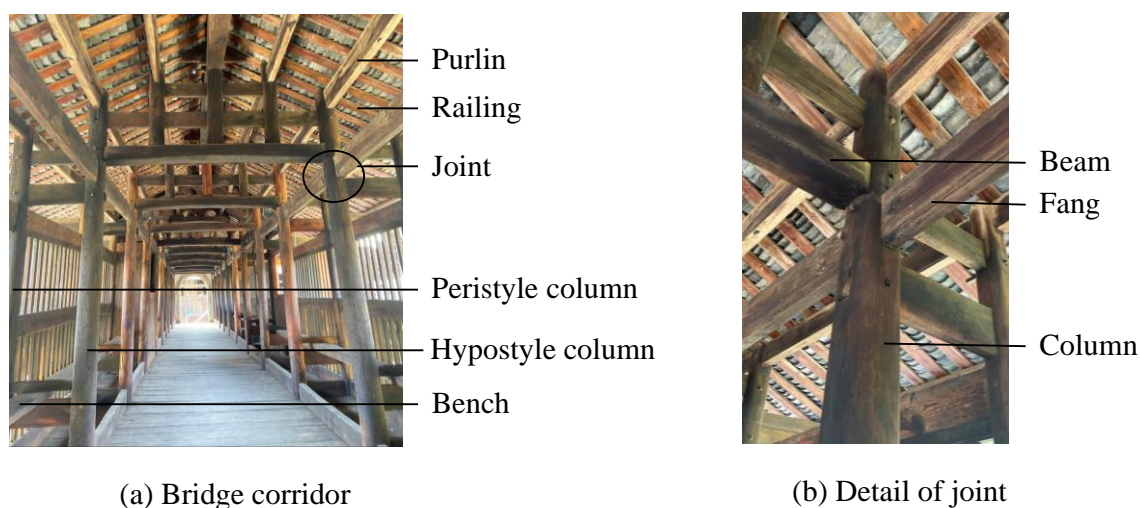 Purlin
Railing
Joint
Peristyle column
Hypostyle column
Bench
(a) Bridge corridor
Beam
Fang
Column
(b) Detail of joint